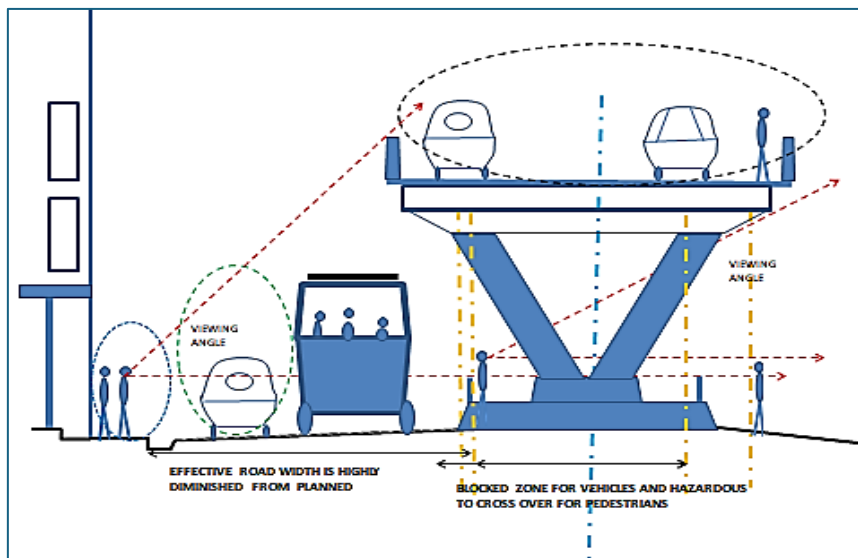 VIEWING
ANGLE
VIEWING
ANGLE
EFFECTIVE ROAD WIDTH IS HIGHLY
DIMINISHED FROM PLANNED
BLOCKED ZONE FOR VEHICLES AND HAZARDOUS
TO CROSS OVER FOR PEDESTRIANS